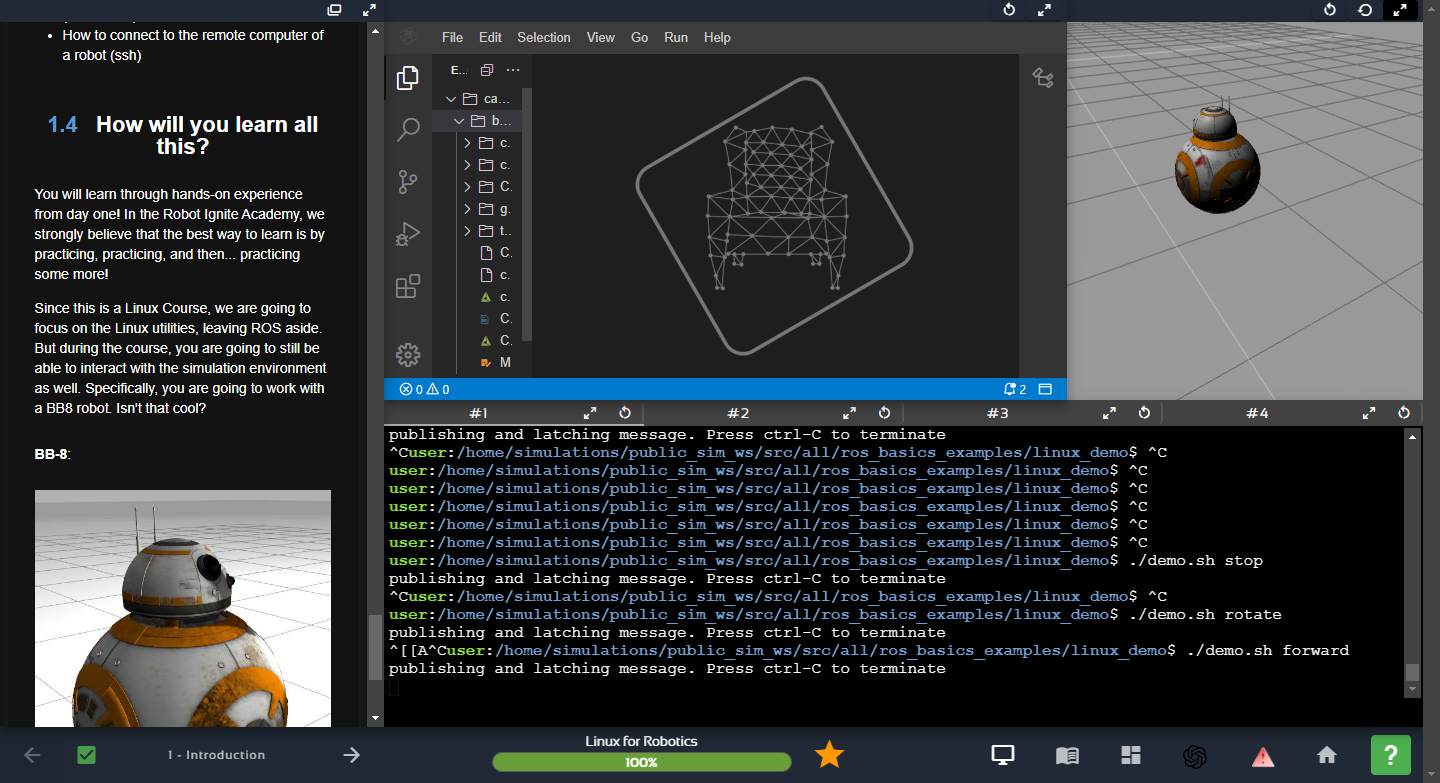 How to connect to the remote computer of
a robot (ssh)
1.4 How will you learn all
this?
You will learn through hands-on experience
from day one! In the Robot Ignite Academy, we
strongly believe that the best way to learn is by
practicing, practicing, and then... practicing
some more!
Since this is a Linux Course, we are going to
focus on the Linux utilities, leaving ROS aside.
But during the course, you are going to still be
able to interact with the simulation environment
as well. Specifically, you are going to work with
a BB8 robot. Isn't that cool?
BB-8:
File Edit Selection View Go Run Help
E... ···
ca...
b...
c.
c.
C.
g.
t..
C.
c.
c.
C.
C.
M
0 0 2
#1 #2 #3 #4
publishing and latching message. Press ctrl-C to terminate
^Cuser:/home/simulations/public_sim_ws/src/all/ros_basics_examples/linux_demo$ ^C
user:/home/simulations/public_sim_ws/src/all/ros_basics_examples/linux_demo$ ^C
user:/home/simulations/public_sim_ws/src/all/ros_basics_examples/linux_demo$ ^C
user:/home/simulations/public_sim_ws/src/all/ros_basics_examples/linux_demo$ ^C
user:/home/simulations/public_sim_ws/src/all/ros_basics_examples/linux_demo$ ^C
user:/home/simulations/public_sim_ws/src/all/ros_basics_examples/linux_demo$ ^C
user:/home/simulations/public_sim_ws/src/all/ros_basics_examples/linux_demo$ ./demo.sh stop
publishing and latching message. Press ctrl-C to terminate
^Cuser:/home/simulations/public_sim_ws/src/all/ros_basics_examples/linux_demo$ ^C
user:/home/simulations/public_sim_ws/src/all/ros_basics_examples/linux_demo$ ./demo.sh rotate
publishing and latching message. Press ctrl-C to terminate
^[[A^Cuser:/home/simulations/public_sim_ws/src/all/ros_basics_examples/linux_demo$ ./demo.sh forward
publishing and latching message. Press ctrl-C to terminate
1 - Introduction
Linux for Robotics
100%
?